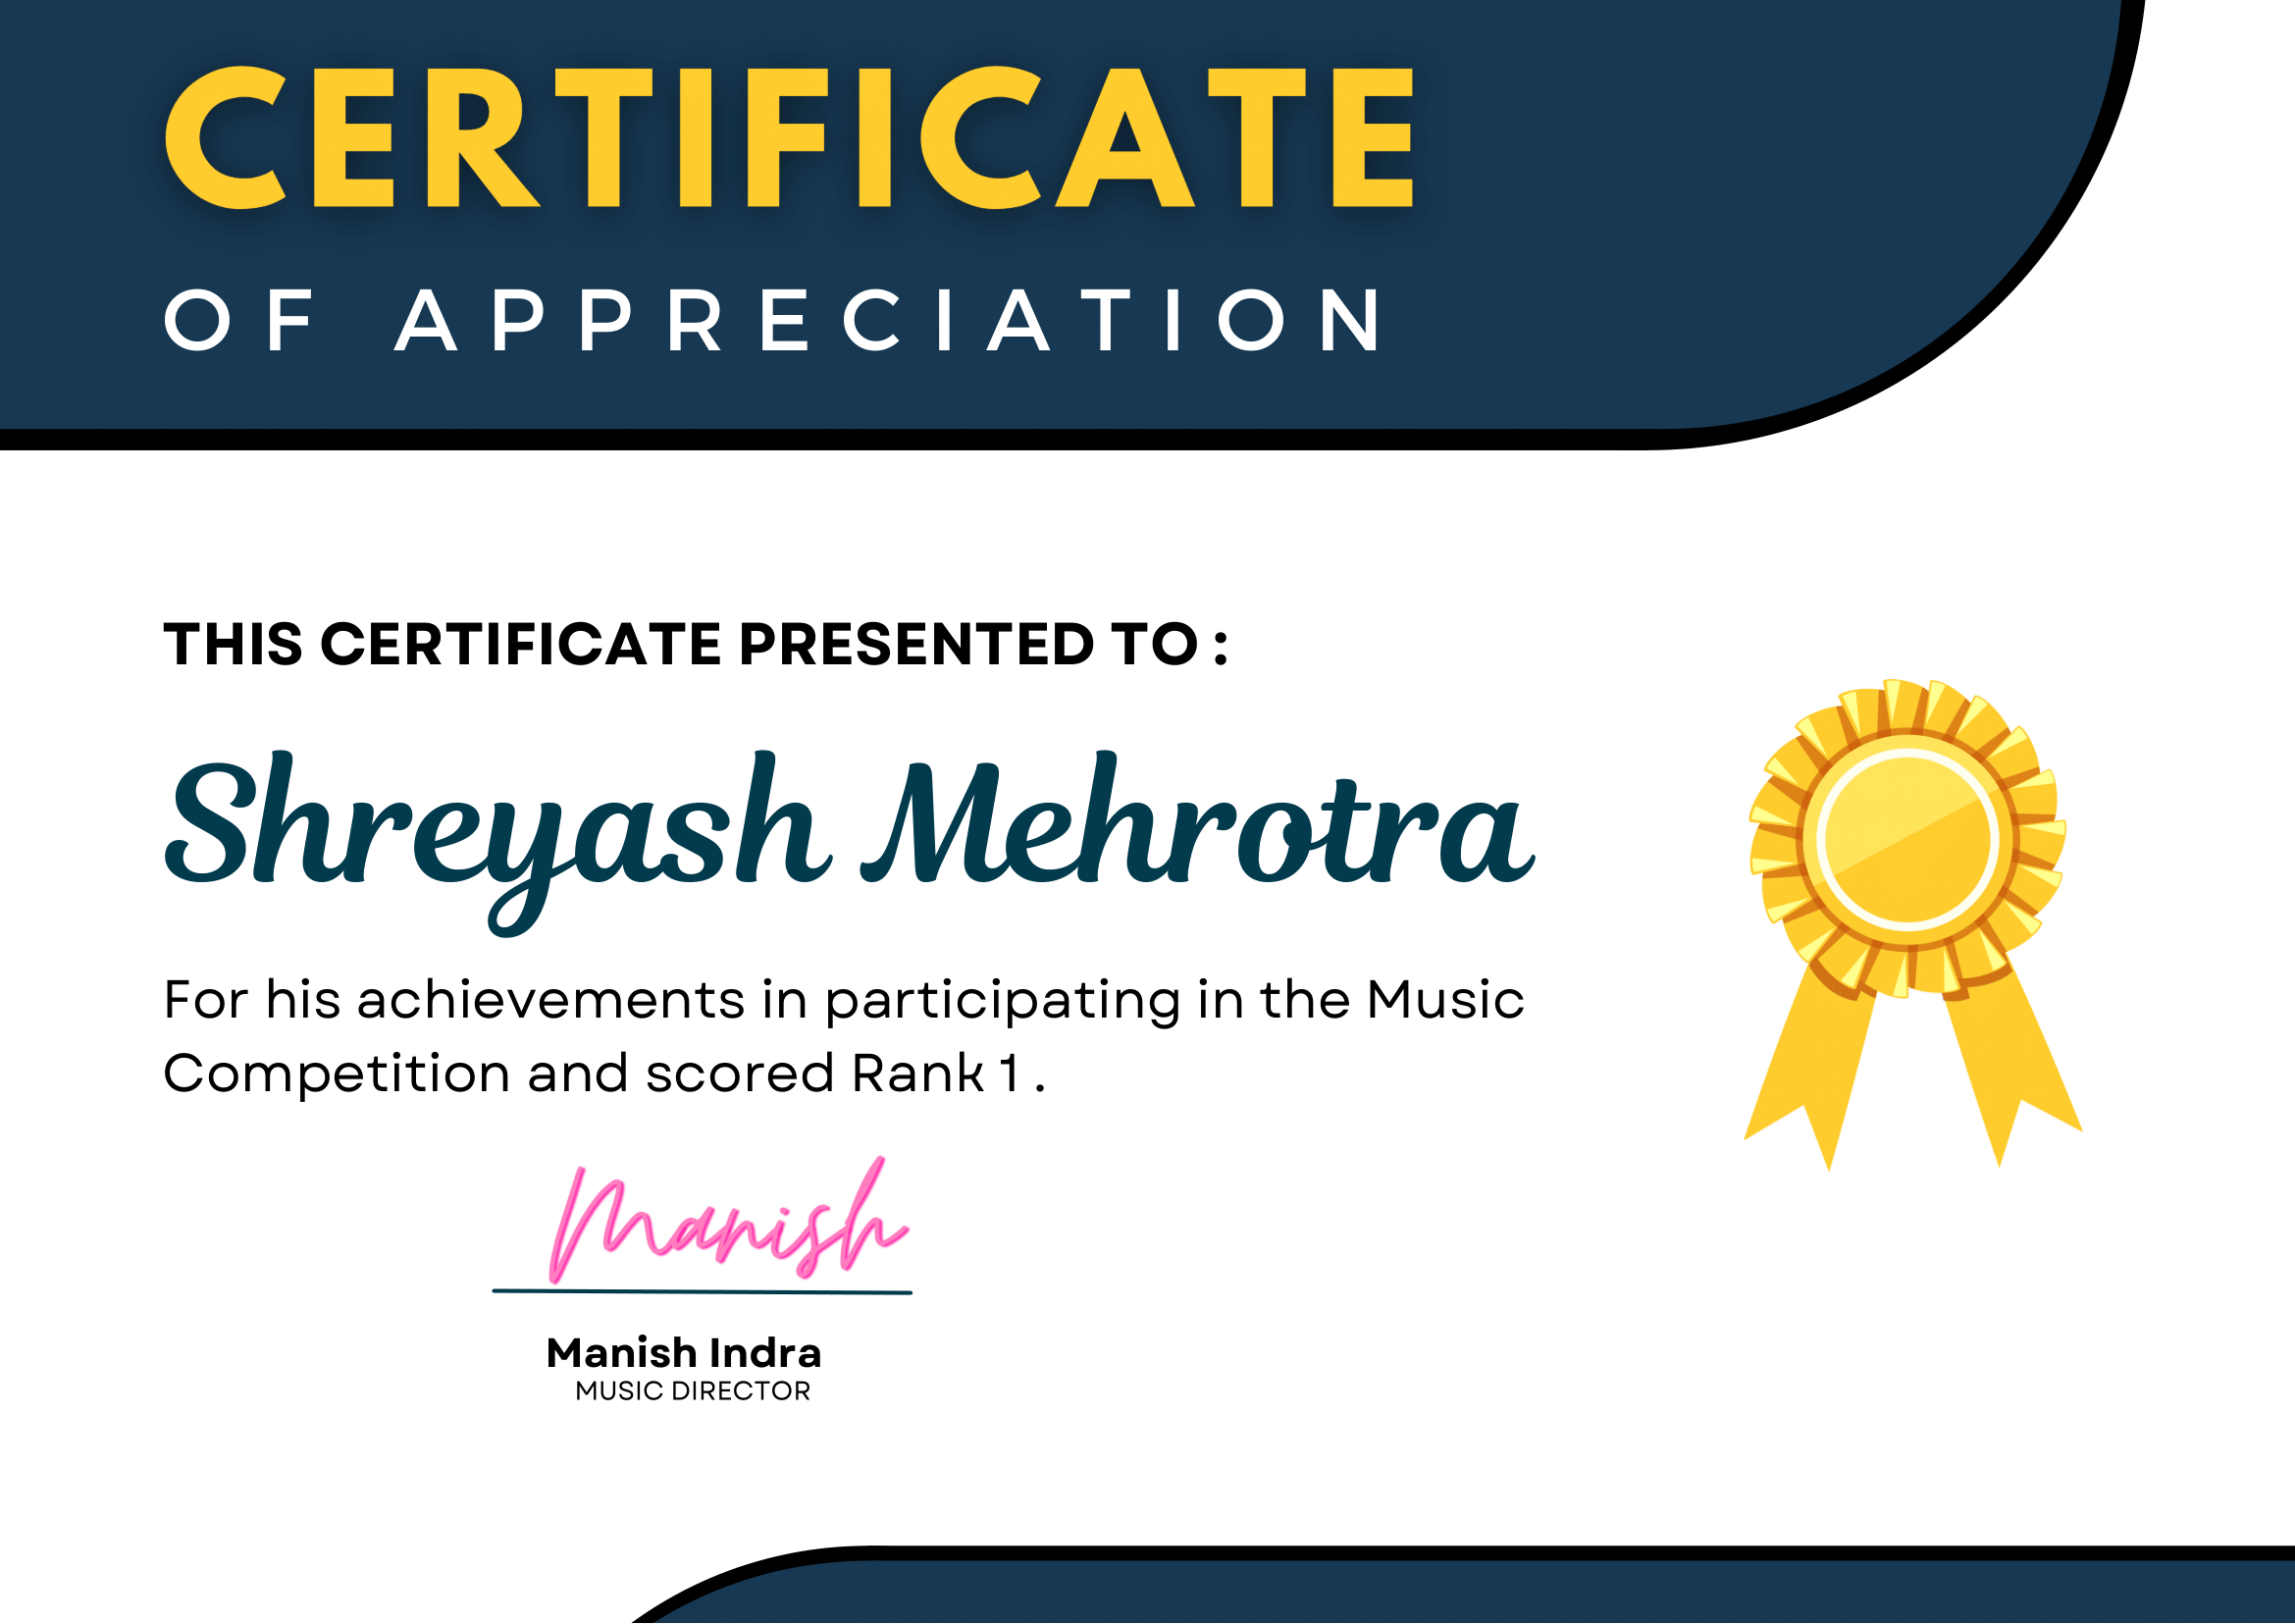 CERTIFICATE
OF APPRECIATION
THIS CERTIFICATE PRESENTED TO :
Shreyash Mehrotra
For his achievements in participating in the Music
Competition and scored Rank 1 .
Manish
Manish Indra
MUSIC DIRECTOR